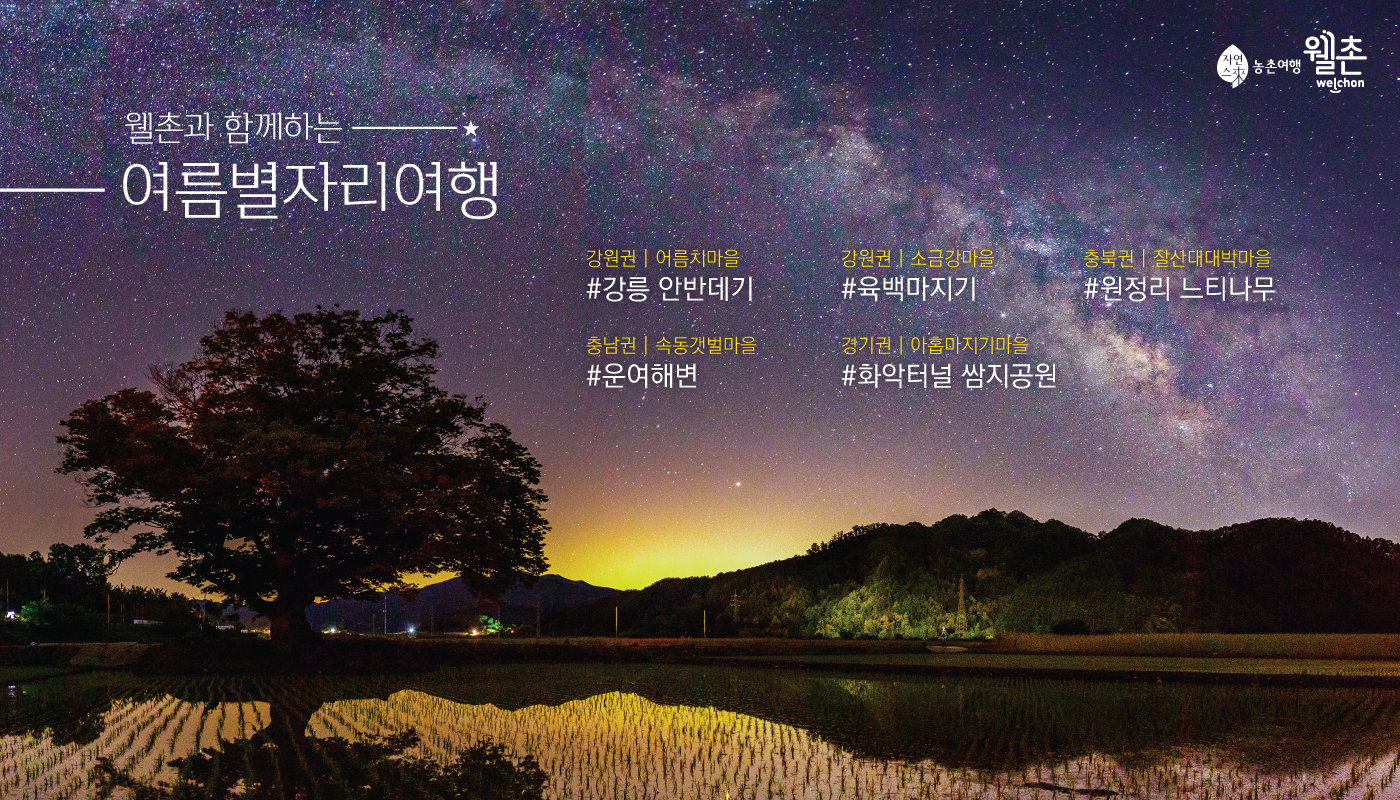 자연
스來
농촌여행
웰촌
welchon
웰촌과 함께하는
여름별자리여행
강원권 | 어름치마을
#강릉 안반데기
강원권 | 소금강마을
#육백마지기
충북권 | 잘산대대박마을
#원정리 느티나무
충남권 | 속동갯벌마을
#운여해변
경기권 | 아홉마지기마을
#화악터널 쌈지공원